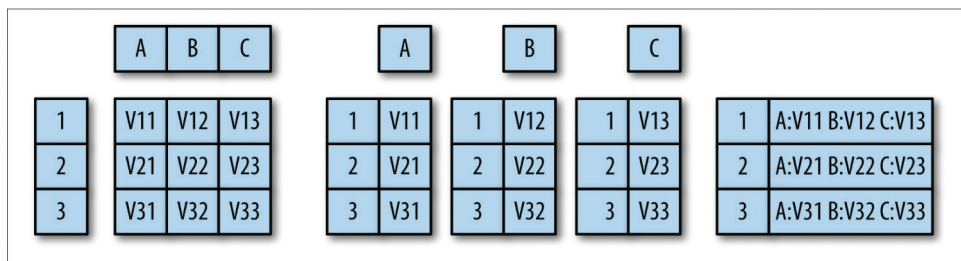 A B C A B C
1 V11 V12 V13 1 V11 1 V12 1 V13 1 A:V11 B:V12 C:V13
2 V21 V22 V23 2 V21 2 V22 2 V23 2 A:V21 B:V22 C:V23
3 V31 V32 V33 3 V31 3 V32 3 V33 3 A:V31 B:V32 C:V33